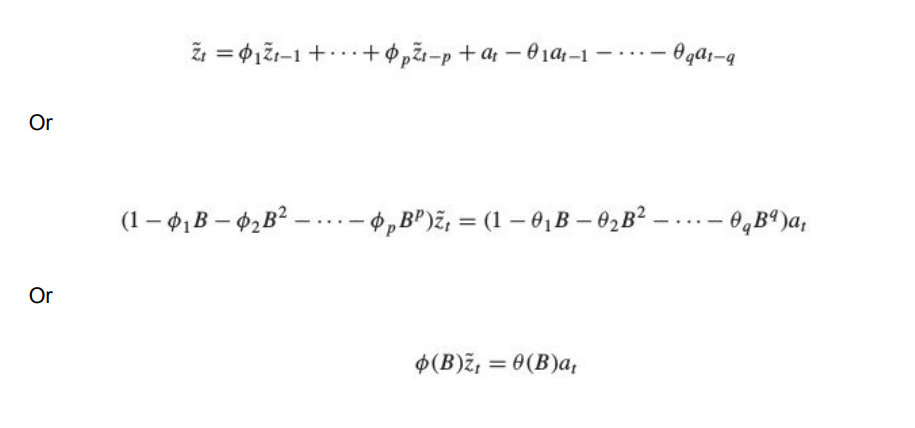 z̃ₜ = ϕ₁z̃ₜ₋₁ + ⋯ + ϕₚz̃ₜ₋ₚ + aₜ − θ₁aₜ₋₁ − ⋯ − θ_q a_{t−q}
Or
(1 − ϕ₁B − ϕ₂B² − ⋯ − ϕₚBᵖ)z̃ₜ = (1 − θ₁B − θ₂B² − ⋯ − θ_q B^q)aₜ
Or
ϕ(B)z̃ₜ = θ(B)aₜ